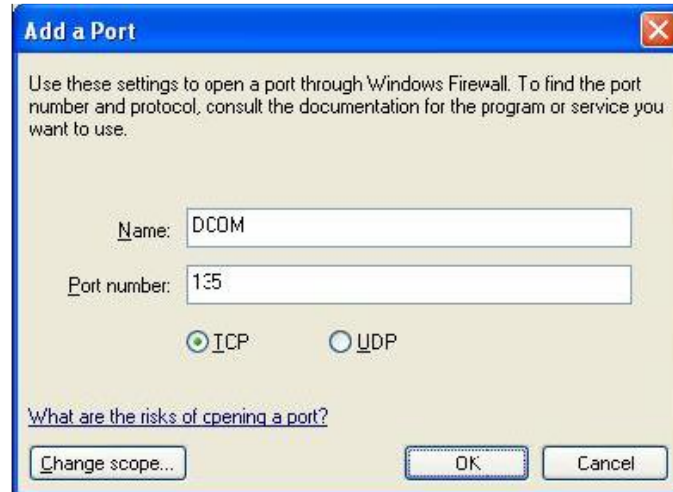 Add a Port
Use these settings to open a port through Windows Firewall. To find the port
number and protocol, consult the documentation for the program or service you
want to use.
Name: DCOM
Port number: 135
TCP UDP
What are the risks of opening a port?
Change scope... OK Cancel